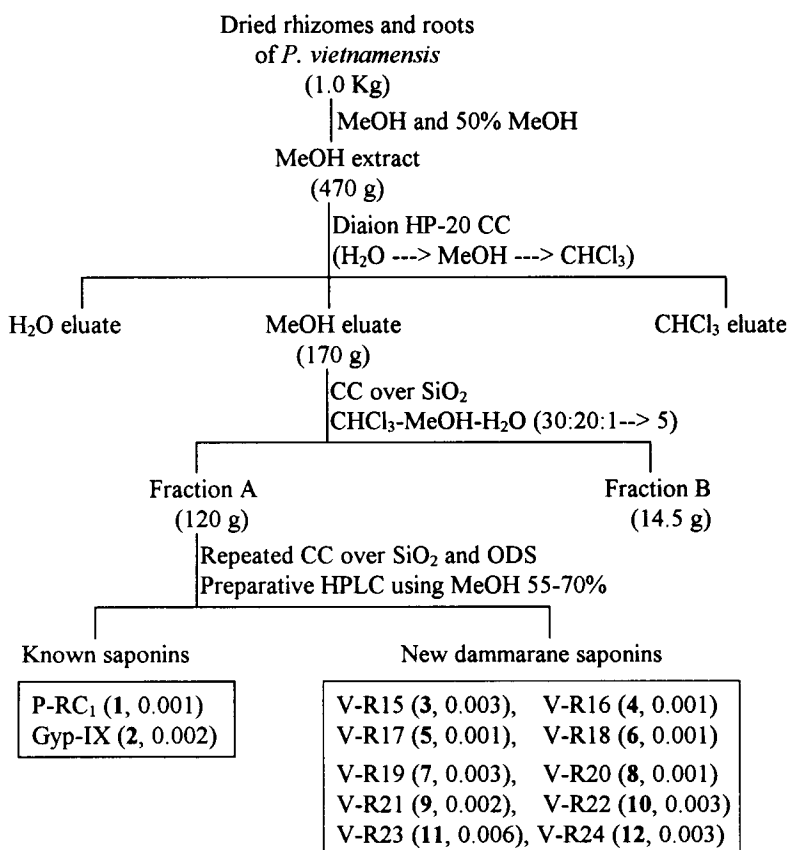 Dried rhizomes and roots
of P. vietnamensis
(1.0 Kg)
MeOH and 50% MeOH
MeOH extract
(470 g)
Diaion HP-20 CC
(H₂O ---> MeOH ---> CHCl₃)
H₂O eluate
MeOH eluate
(170 g)
CHCl₃ eluate
CC over SiO₂
CHCl₃-MeOH-H₂O (30:20:1--> 5)
Fraction A
(120 g)
Fraction B
(14.5 g)
Repeated CC over SiO₂ and ODS
Preparative HPLC using MeOH 55-70%
Known saponins
P-RC₁ (1, 0.001)
Gyp-IX (2, 0.002)
New dammarane saponins
V-R15 (3, 0.003), V-R16 (4, 0.001)
V-R17 (5, 0.001), V-R18 (6, 0.001)
V-R19 (7, 0.003), V-R20 (8, 0.001)
V-R21 (9, 0.002), V-R22 (10, 0.003)
V-R23 (11, 0.006), V-R24 (12, 0.003)